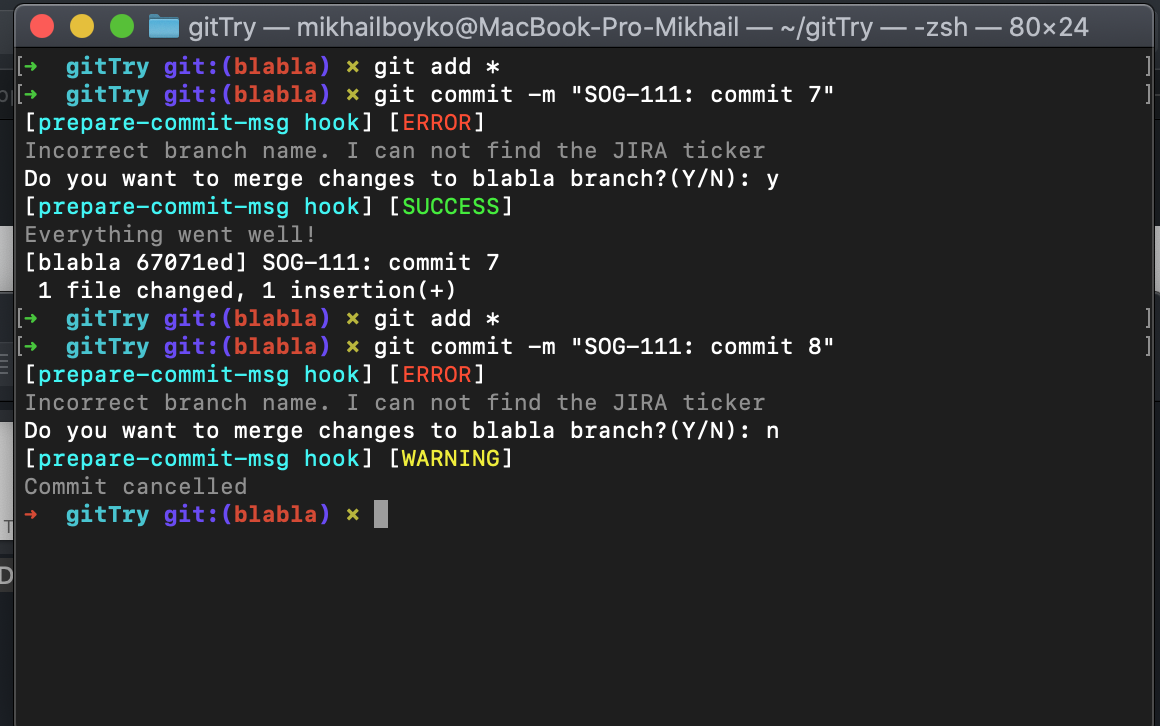 gitTry — mikhailboyko@MacBook-Pro-Mikhail — ~/gitTry — -zsh — 80×24
[➜  gitTry git:(blabla) ✗ git add * ]
[➜  gitTry git:(blabla) ✗ git commit -m "SOG-111: commit 7" ]
[prepare-commit-msg hook] [ERROR]
Incorrect branch name. I can not find the JIRA ticker
Do you want to merge changes to blabla branch?(Y/N): y
[prepare-commit-msg hook] [SUCCESS]
Everything went well!
[blabla 67071ed] SOG-111: commit 7
 1 file changed, 1 insertion(+)
[➜  gitTry git:(blabla) ✗ git add * ]
[➜  gitTry git:(blabla) ✗ git commit -m "SOG-111: commit 8" ]
[prepare-commit-msg hook] [ERROR]
Incorrect branch name. I can not find the JIRA ticker
Do you want to merge changes to blabla branch?(Y/N): n
[prepare-commit-msg hook] [WARNING]
Commit cancelled
➜  gitTry git:(blabla) ✗